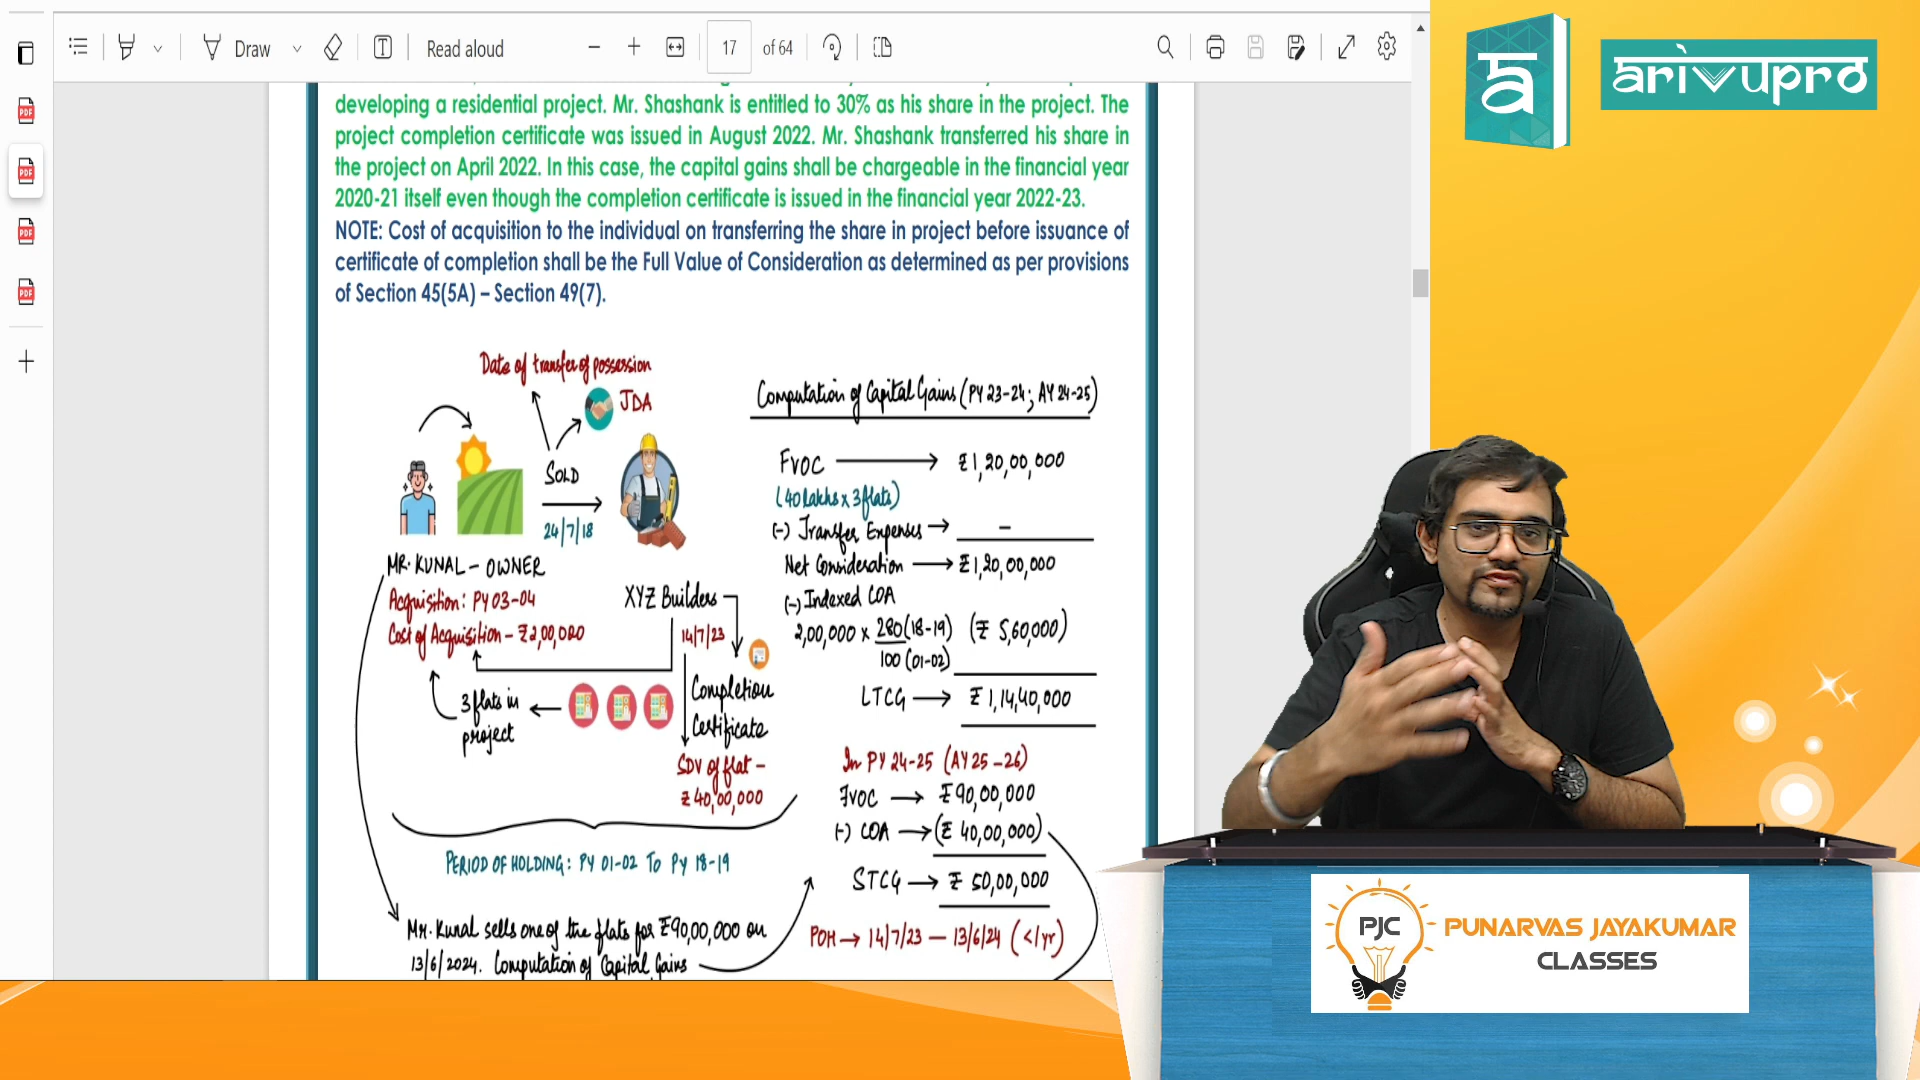 Draw
Read aloud
17
of 64
developing a residential project. Mr. Shashank is entitled to 30% as his share in the project. The
project completion certificate was issued in August 2022. Mr. Shashank transferred his share in
the project on April 2022. In this case, the capital gains shall be chargeable in the financial year
2020-21 itself even though the completion certificate is issued in the financial year 2022-23.
NOTE: Cost of acquisition to the individual on transferring the share in project before issuance of
certificate of completion shall be the Full Value of Consideration as determined as per provisions
of Section 45(5A) – Section 49(7).
Date of transfer of possession
JDA
SOLD
24/7/18
MR. KUNAL - OWNER
Acquisition: PY 03-04
Cost of Acquisition - ₹2,00,000
XYZ Builders
14/7/23
3 flats in
project
Completion
Certificate
SDV of flat -
₹ 40,00,000
PERIOD OF HOLDING: PY 01-02 TO PY 18-19
Mr. Kunal sells one of the flats for ₹90,00,000 on
13/6/2024. Computation of Capital Gains
Computation of Capital Gains (PY 23-24; AY 24-25)
FVOC → ₹1,20,00,000
(40 lakhs x 3 flats)
(-) Transfer Expenses → -
Net Consideration → ₹1,20,00,000
(-) Indexed COA
2,00,000 x 280 (18-19) (₹ 5,60,000)
100 (01-02)
LTCG → ₹ 1,14,40,000
In PY 24-25 (AY 25-26)
FVOC → ₹90,00,000
(-) COA → (₹ 40,00,000)
STCG → ₹ 50,00,000
POH → 14/7/23 - 13/6/24 (<1yr)
a
arivupro
PJC
PUNARVAS JAYAKUMAR
CLASSES
PDF
PDF
PDF
PDF